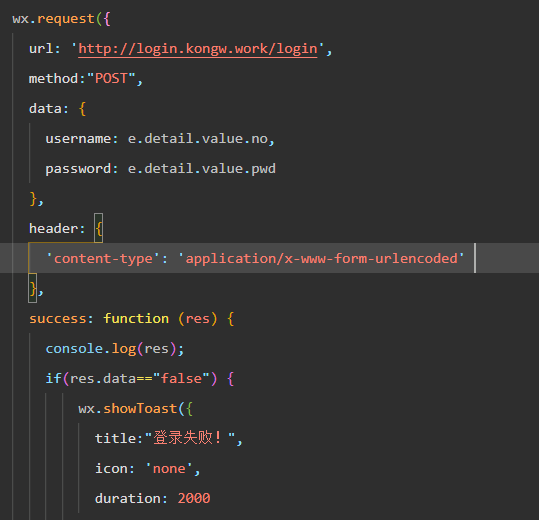 wx.request({
url: 'http://login.kongw.work/login',
method:"POST",
data: {
username: e.detail.value.no,
password: e.detail.value.pwd
},
header: {
'content-type': 'application/x-www-form-urlencoded'
},
success: function (res) {
console.log(res);
if(res.data=="false") {
wx.showToast({
title:"登录失败！",
icon: 'none',
duration: 2000